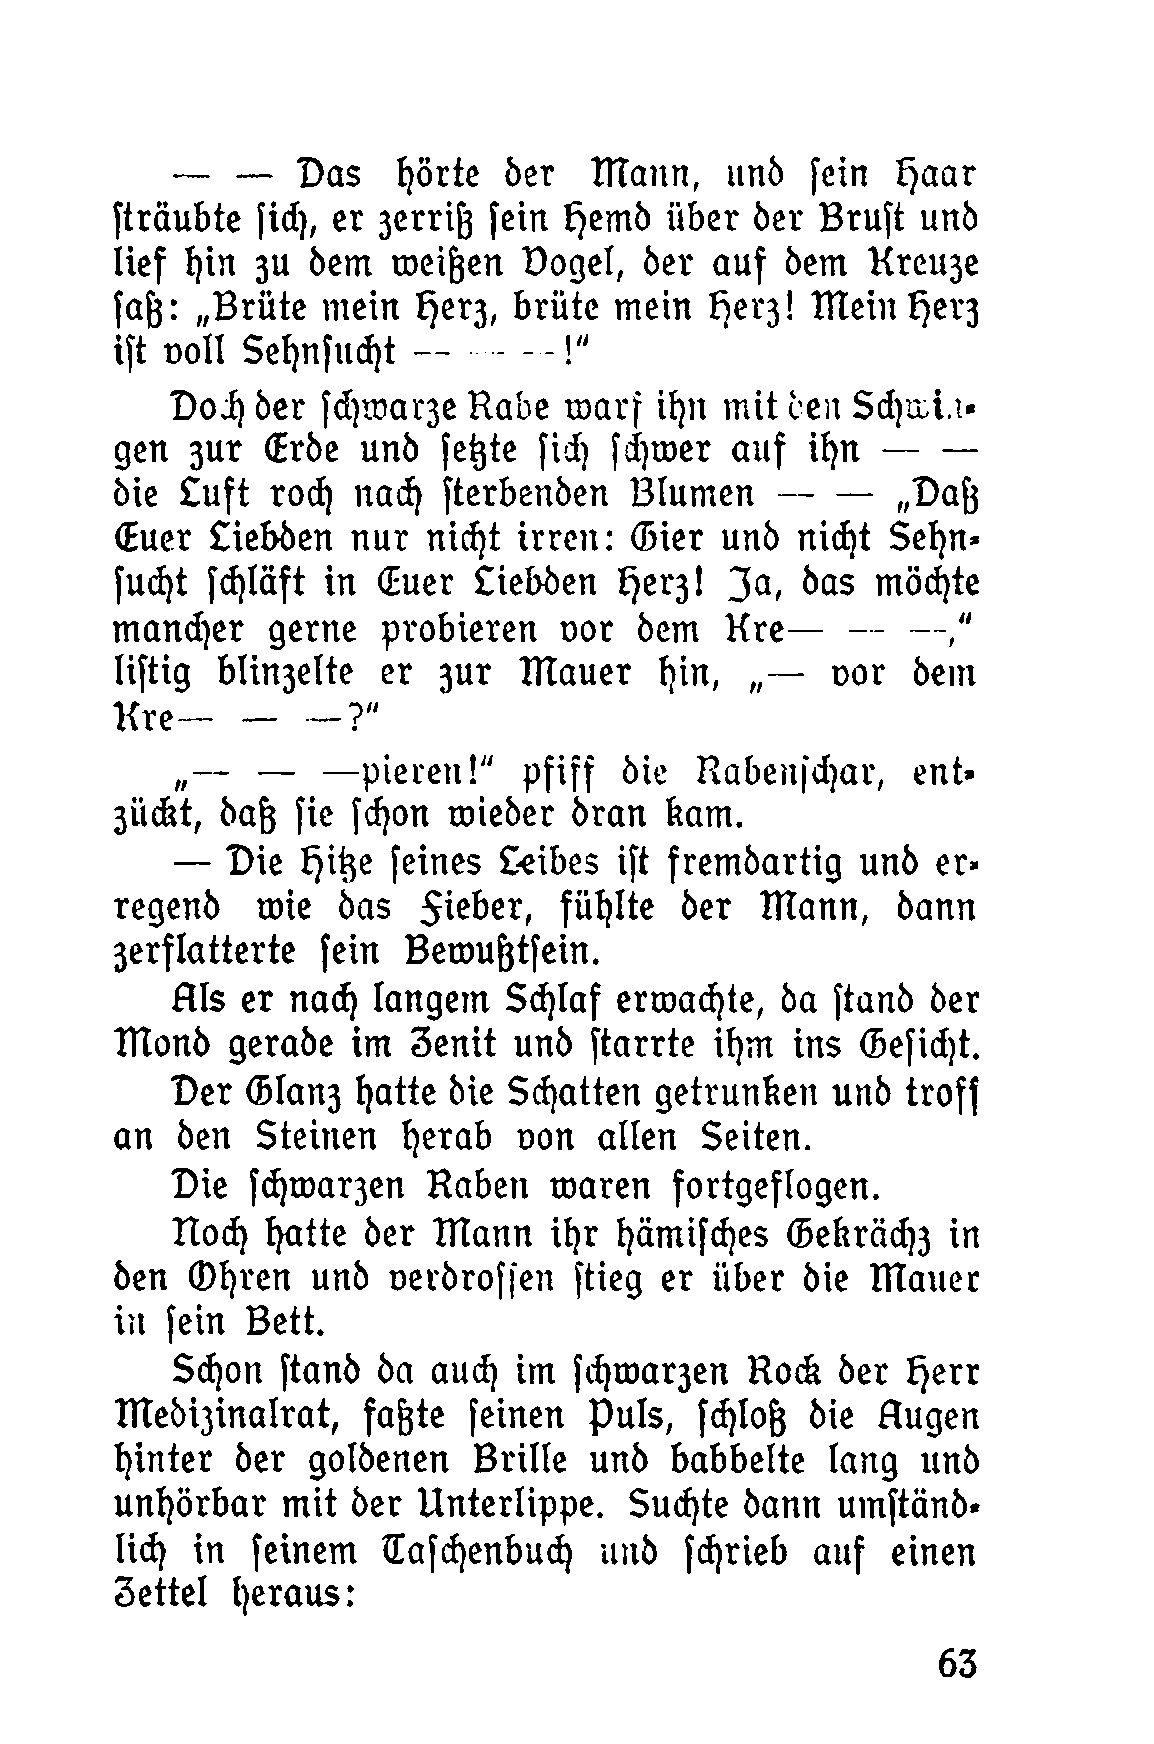 — — Das hörte der Mann, und ſein Haar
ſträubte ſich, er zerriß ſein Hemd über der Bruſt und
lief hin zu dem weißen Vogel, der auf dem Kreuze
ſaß: „Brüte mein Herz, brüte mein Herz! Mein Herz
iſt voll Sehnſucht — — —!“
Doch der ſchwarze Rabe warf ihn mit den Schwin-
gen zur Erde und ſetzte ſich ſchwer auf ihn — —
die Luft roch nach ſterbenden Blumen — — „Daß
Euer Liebden nur nicht irren: Gier und nicht Sehn-
ſucht ſchläft in Euer Liebden Herz! Ja, das möchte
mancher gerne probieren vor dem Kre— — —,“
liſtig blinzelte er zur Mauer hin, „— vor dem
Kre— — —?“
„— — —pieren!“ pfiff die Rabenſchar, ent-
zückt, daß ſie ſchon wieder dran kam.
— Die Hitze ſeines Leibes iſt fremdartig und er-
regend wie das Fieber, fühlte der Mann, dann
zerflatterte ſein Bewußtſein.
Als er nach langem Schlaf erwachte, da ſtand der
Mond gerade im Zenit und ſtarrte ihm ins Geſicht.
Der Glanz hatte die Schatten getrunken und troff
an den Steinen herab von allen Seiten.
Die ſchwarzen Raben waren fortgeflogen.
Noch hatte der Mann ihr hämiſches Gekrächz in
den Ohren und verdroſſen ſtieg er über die Mauer
in ſein Bett.
Schon ſtand da auch im ſchwarzen Rock der Herr
Medizinalrat, faßte ſeinen Puls, ſchloß die Augen
hinter der goldenen Brille und babbelte lang und
unhörbar mit der Unterlippe. Suchte dann umſtänd-
lich in ſeinem Taſchenbuch und ſchrieb auf einen
Zettel heraus:
63